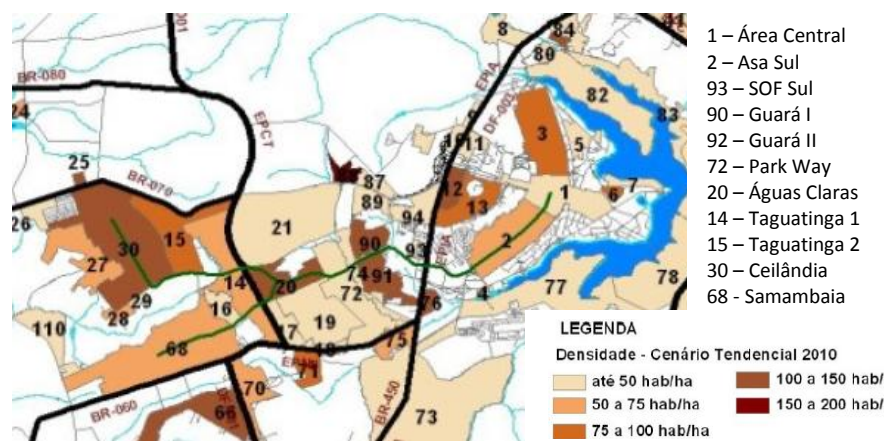 001
8
84
80
BR-080
EPCT
EPIA
DF-002
82
83
24
3
5
11
25
87
12
13
1
6
7
BR-070
89
94
26
21
90
93
EPIA
2
30
15
27
14
20
74
91
72
76
4
77
78
29
28
16
110
17
19
68
75
71
70
BR-060
66
BR-450
73
1 – Área Central
2 – Asa Sul
93 – SOF Sul
90 – Guará I
92 – Guará II
72 – Park Way
20 – Águas Claras
14 – Taguatinga 1
15 – Taguatinga 2
30 – Ceilândia
68 - Samambaia
LEGENDA
Densidade - Cenário Tendencial 2010
até 50 hab/ha
50 a 75 hab/ha
75 a 100 hab/ha
100 a 150 hab/
150 a 200 hab/